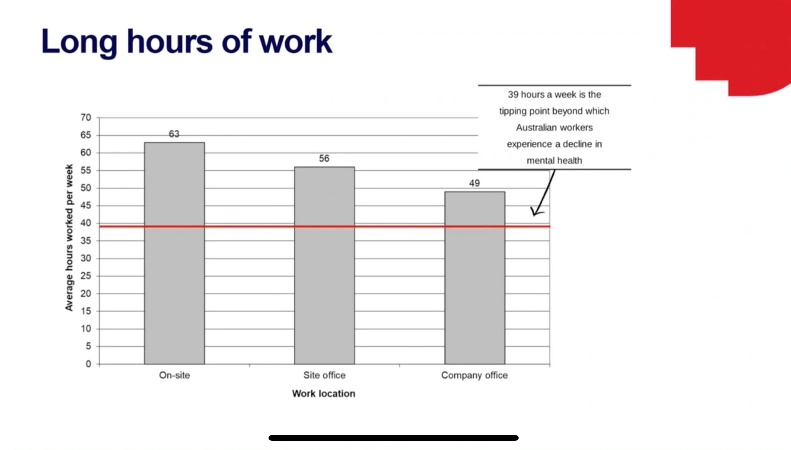 Long hours of work
39 hours a week is the
tipping point beyond which
Australian workers
experience a decline in
mental health
Average hours worked per week
70
65
60
55
50
45
40
35
30
25
20
15
10
5
0
63
56
49
On-site
Site office
Company office
Work location